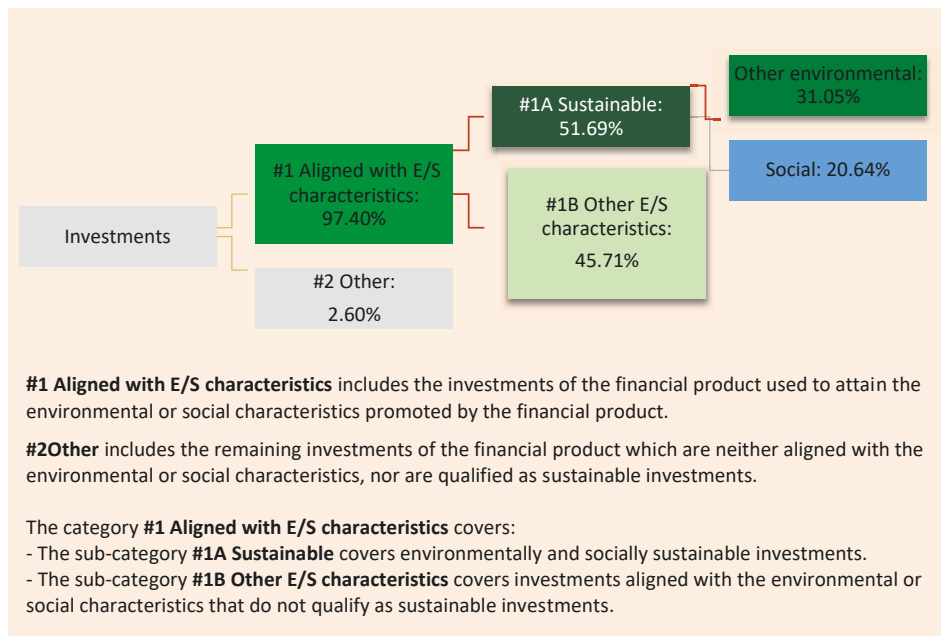 Investments
#1 Aligned with E/S
characteristics:
97.40%
#2 Other:
2.60%
#1A Sustainable:
51.69%
#1B Other E/S
characteristics:
45.71%
Other environmental:
31.05%
Social: 20.64%
#1 Aligned with E/S characteristics includes the investments of the financial product used to attain the
environmental or social characteristics promoted by the financial product.
#2Other includes the remaining investments of the financial product which are neither aligned with the
environmental or social characteristics, nor are qualified as sustainable investments.
The category #1 Aligned with E/S characteristics covers:
- The sub-category #1A Sustainable covers environmentally and socially sustainable investments.
- The sub-category #1B Other E/S characteristics covers investments aligned with the environmental or
social characteristics that do not qualify as sustainable investments.